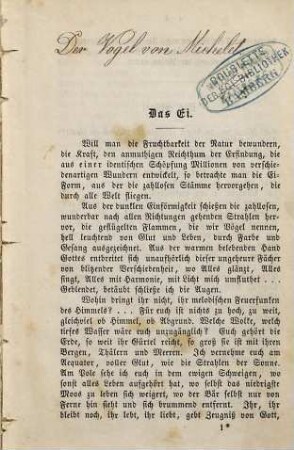 Der Vogel von Michelet
DOUBLETTE
DER KGL. BIBLIOTHEK
MÜNCHEN
Das Ei.
Will man die Fruchtbarkeit der Natur bewundern,
die Kraft, den anmuthigen Reichthum der Erfindung, die
aus einer identischen Schöpfung Millionen von verschie-
denartigen Wundern entwickelt, so betrachte man die Ei-
Form, aus der die zahllosen Stämme hervorgehen, die
durch alle Welt fliegen.
Aus der dunklen Einförmigkeit schießen die zahllosen,
wunderbar nach allen Richtungen gehenden Strahlen her-
vor, die geflügelten Flammen, die wir Vögel nennen,
hell leuchtend von Glut und Leben, durch Farbe und
Gesang ausgezeichnet. Aus der warmen belebenden Hand
Gottes entbreitet sich unaufhörlich dieser ungeheure Fächer
von blitzender Verschiedenheit, wo Alles glänzt, Alles
singt, Alles mit Harmonie, mit Licht mich umfluthet ...
Geblendet, betäubt schließe ich die Augen.
Wohin dringt ihr nicht, ihr melodischen Feuerfunken
des Himmels? ... Für euch ist nichts zu hoch, zu weit,
gleichviel ob Himmel, ob Abgrund. Welche Wolke, welch
tiefes Wasser wäre euch unzugänglich? Euch gehört die
Erde, so weit ihr Gürtel reicht, so groß sie ist mit ihren
Bergen, Thälern und Meeren. Ich vernehme euch am
Aequator, voller Glut, wie die Strahlen der Sonne.
Am Pole sehe ich euch in dem ewigen Schweigen, wo
sonst alles Leben aufgehört hat, wo das niedrigste
Moos zu leben sich weigert, wo der Bär selbst nur von
Ferne hin sieht und sich brummend entfernt. Ihr, ihr
bleibt noch, ihr lebt, ihr liebt, gebt Zeugniß von Gott,
1*